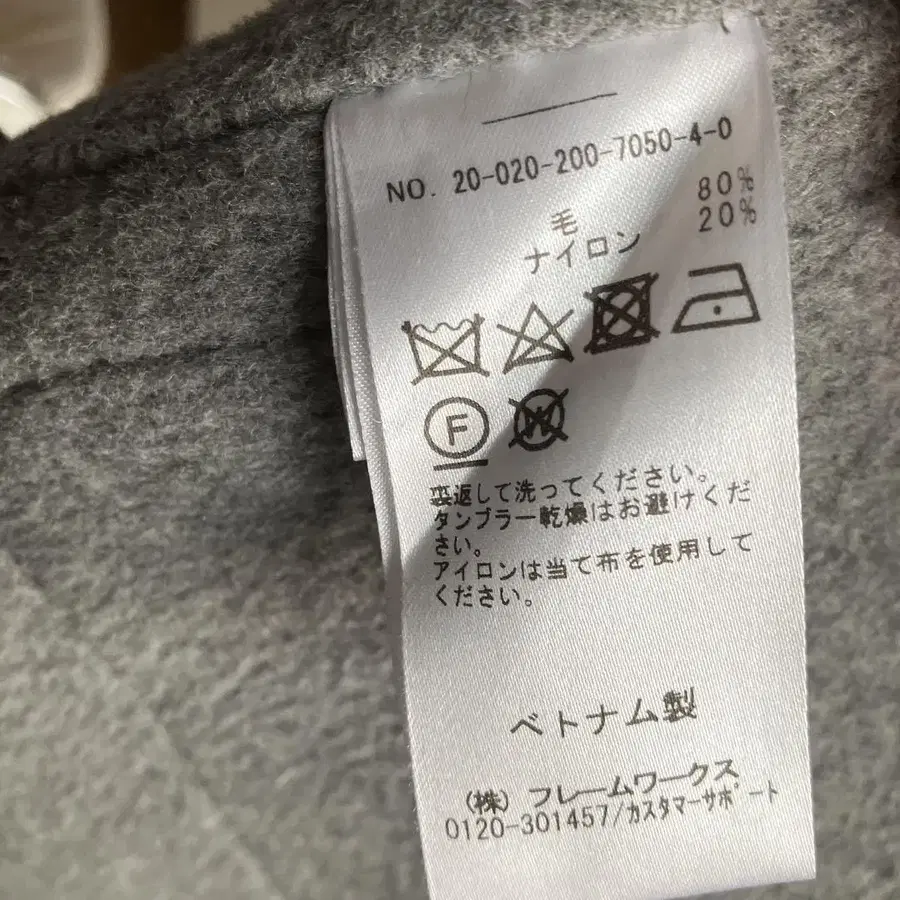 NO. 20-020-200-7050-4-0
毛 80%
ナイロン 20%
F
W
裏返して洗ってください。
タンブラー乾燥はお避けくだ
さい。
アイロンは当て布を使用して
ください。
ベトナム製
(株) フレームワークス
0120-301457/カスタマーサポート